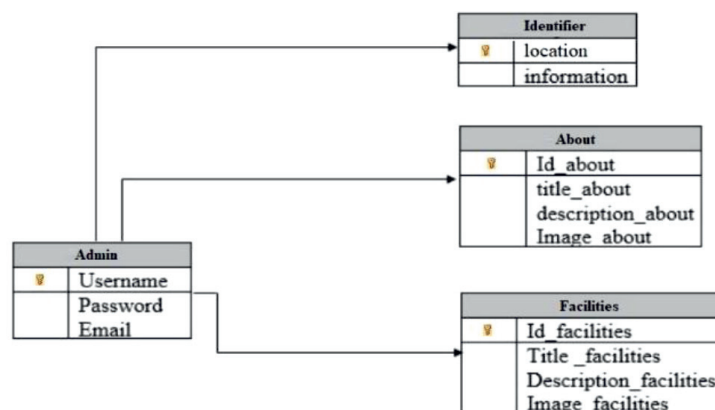 Identifier
location
information
About
Id_about
title_about
description_about
Image_about
Admin
Username
Password
Email
Facilities
Id_facilities
Title _facilities
Description_facilities
Image_facilities